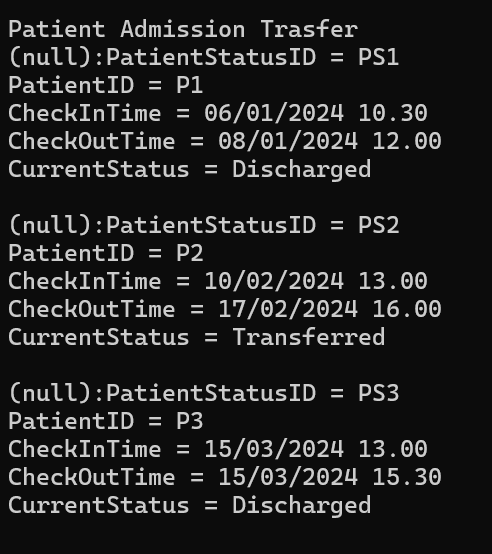 Patient Admission Trasfer
(null):PatientStatusID = PS1
PatientID = P1
CheckInTime = 06/01/2024 10.30
CheckOutTime = 08/01/2024 12.00
CurrentStatus = Discharged

(null):PatientStatusID = PS2
PatientID = P2
CheckInTime = 10/02/2024 13.00
CheckOutTime = 17/02/2024 16.00
CurrentStatus = Transferred

(null):PatientStatusID = PS3
PatientID = P3
CheckInTime = 15/03/2024 13.00
CheckOutTime = 15/03/2024 15.30
CurrentStatus = Discharged